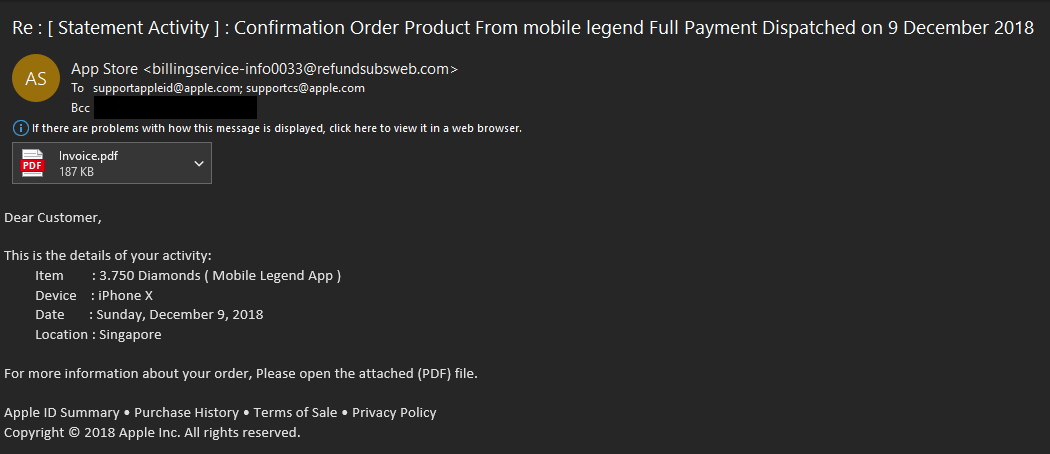 Re : [ Statement Activity ] : Confirmation Order Product From mobile legend Full Payment Dispatched on 9 December 2018
AS
App Store <billingservice-info0033@refundsubsweb.com>
To supportappleid@apple.com; supportcs@apple.com
Bcc
If there are problems with how this message is displayed, click here to view it in a web browser.
PDF
Invoice.pdf
187 KB
Dear Customer,
This is the details of your activity:
Item : 3.750 Diamonds ( Mobile Legend App )
Device : iPhone X
Date : Sunday, December 9, 2018
Location : Singapore
For more information about your order, Please open the attached (PDF) file.
Apple ID Summary • Purchase History • Terms of Sale • Privacy Policy
Copyright © 2018 Apple Inc. All rights reserved.